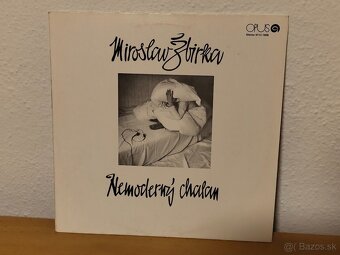 OPUS
Miroslav Žbirka
Nemoderný chalan
Bazos.sk